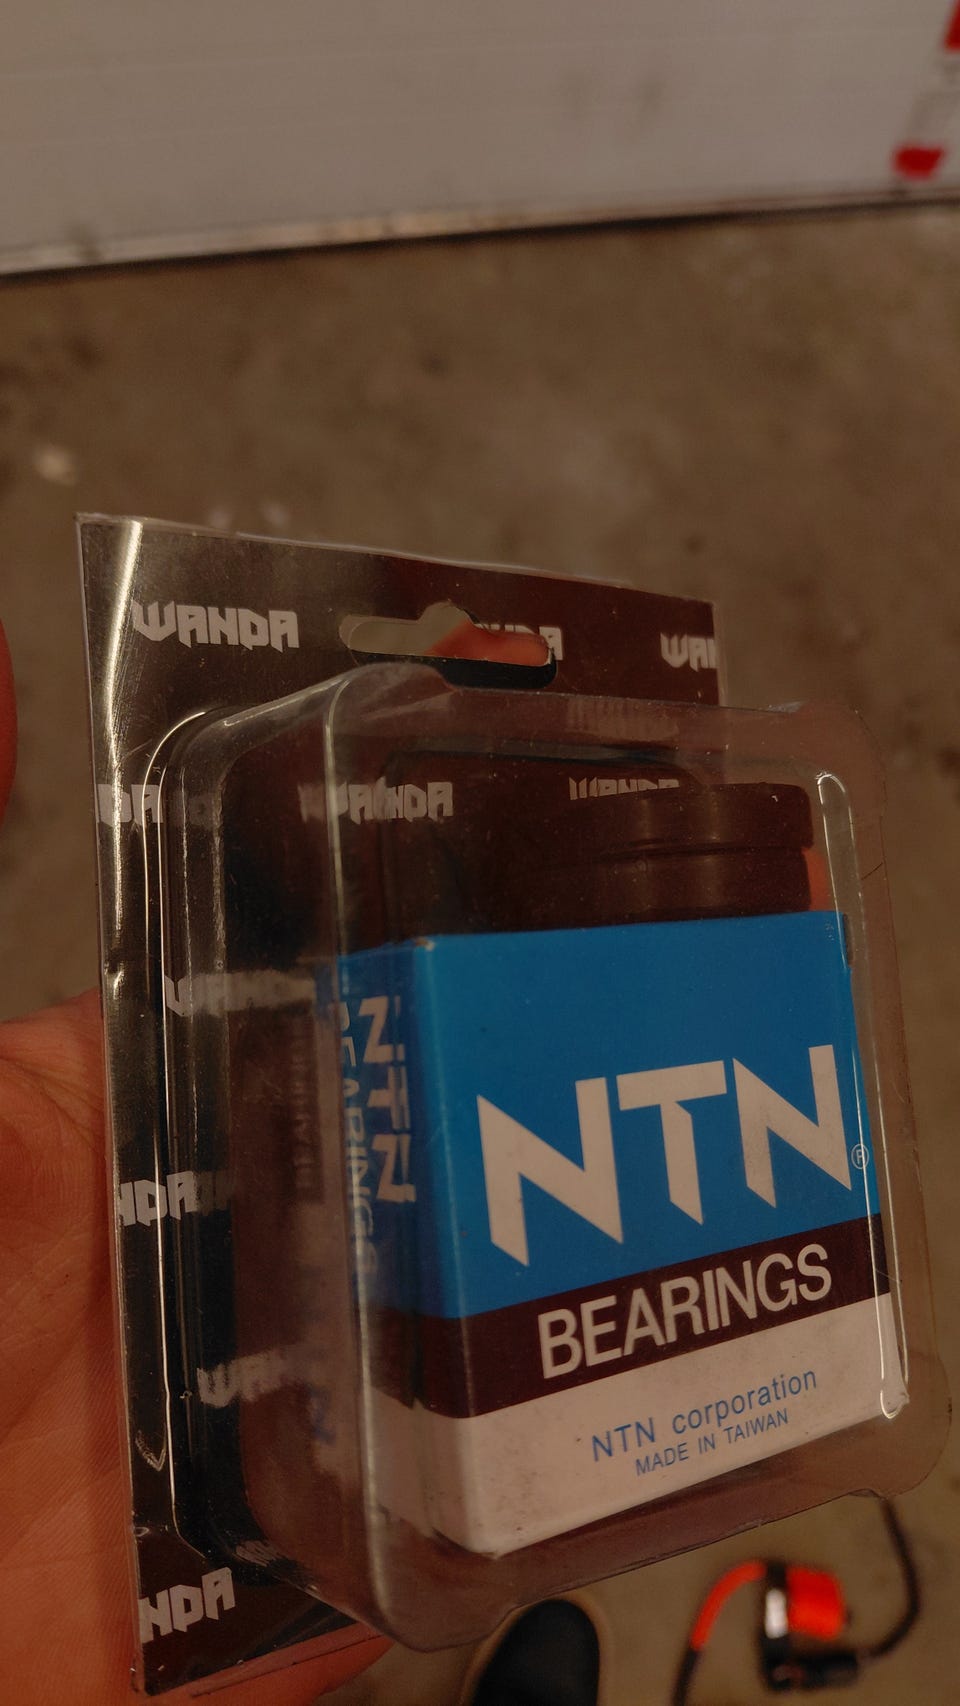 WANDA
WANDA
WANDA
NTN
BEARINGS
NTN®
BEARINGS
NTN corporation
MADE IN TAIWAN